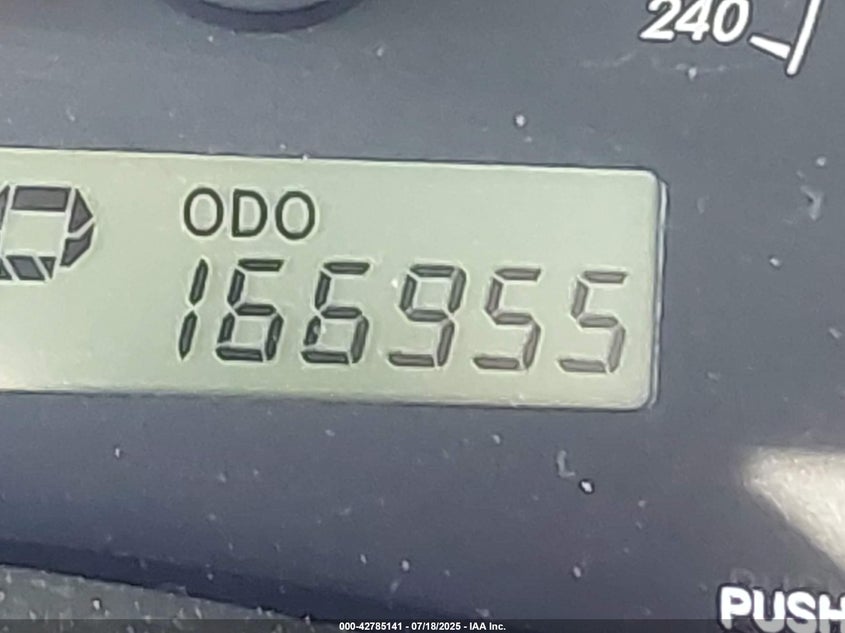 240
ODO
166955
PUSH
000-42785141 - 07/18/2025 - IAA Inc.